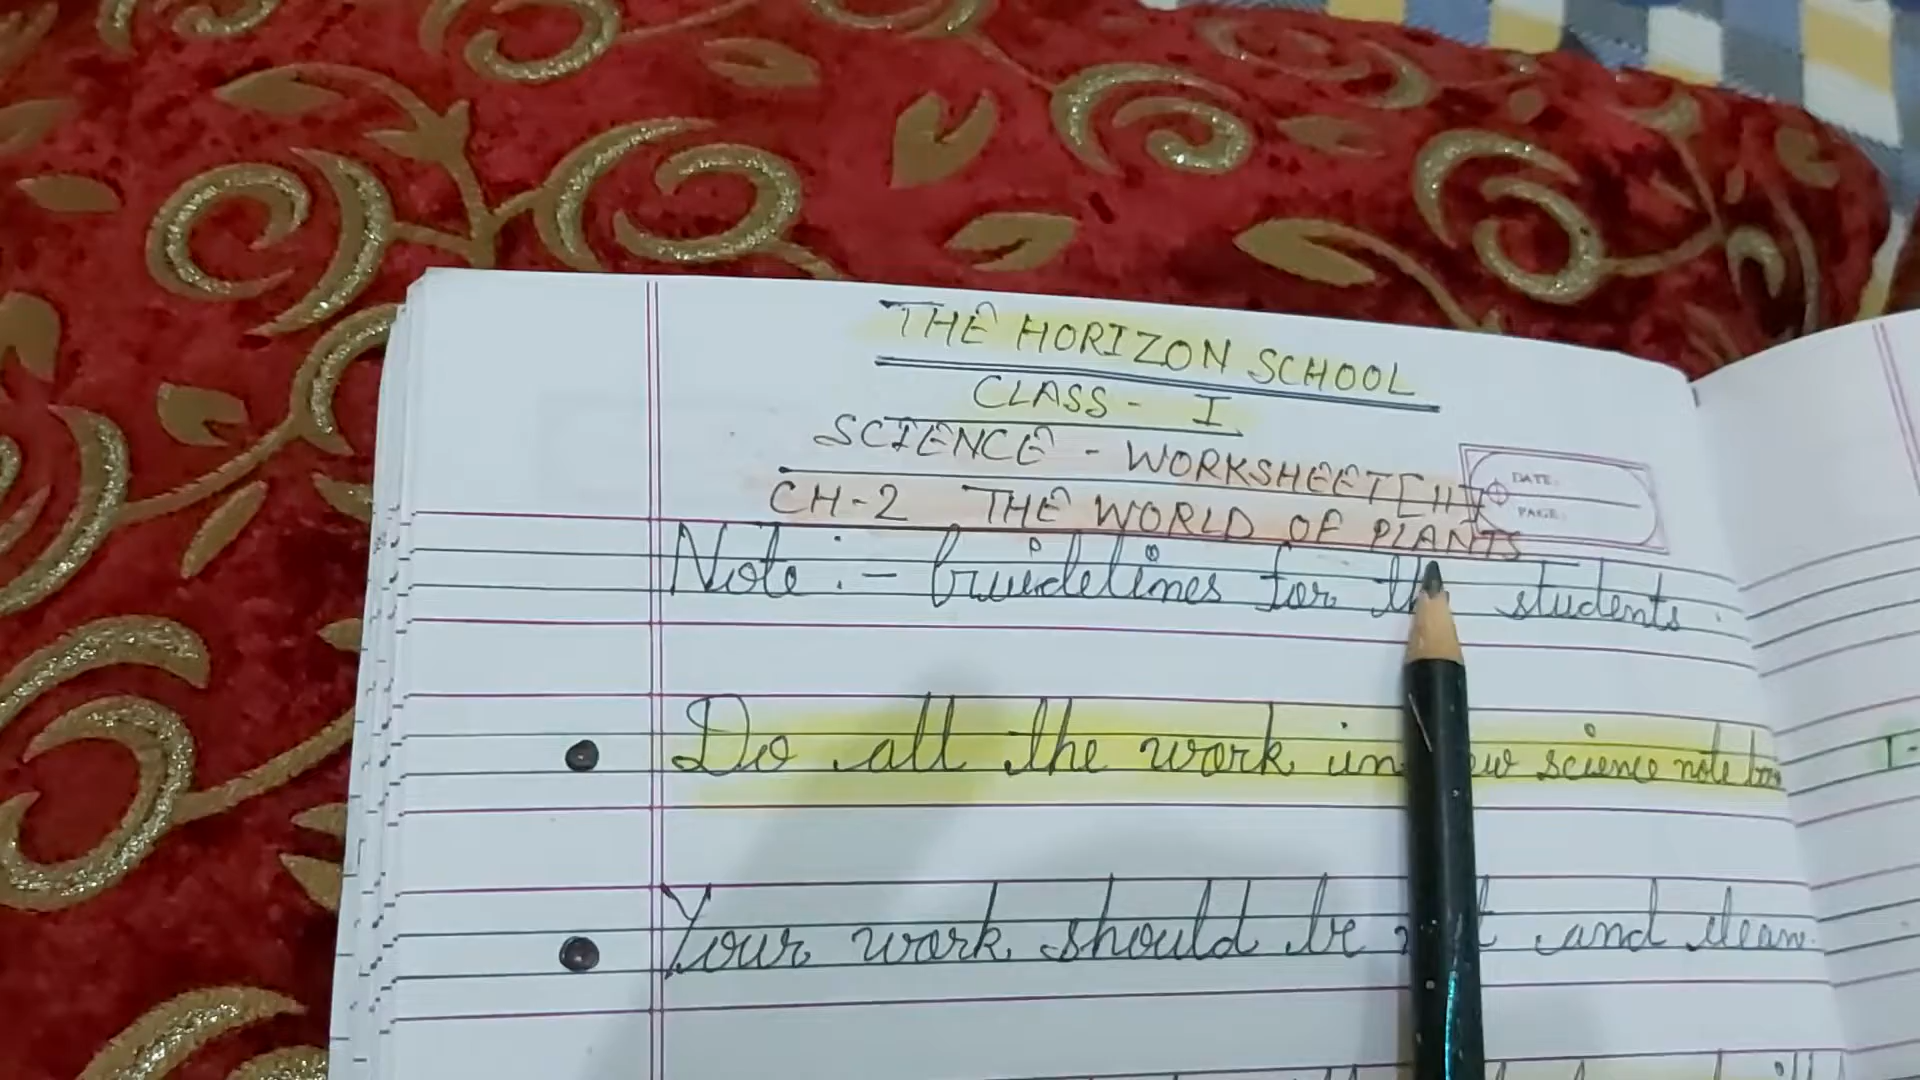 THE HORIZON SCHOOL
CLASS - I
SCIENCE - WORKSHEET
DATE:
CH-2 THE WORLD OF PLANTS
PAGE:
Note :- Guidelines for the students.
Do all the work in science note
Your work should be and clean.
1-